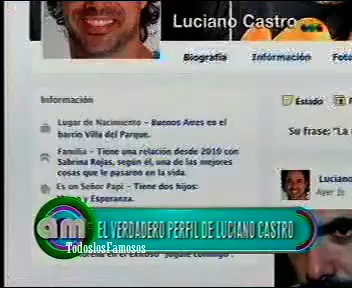 Luciano Castro
Biografía Información Foto
Información
Estado
Lugar de Nacimiento - Buenos Aires en el
barrio Villa del Parque.
Su frase: "La
Familia - Tiene una relación desde 2010 con
Sabrina Rojas, según él, una de las mejores
cosas que le pasaron en la vida.
Es un Señor Papi - Tiene dos hijos:
y Esperanza.
Luciano
Ayer
am
EL VERDADERO PERFIL DE LUCIANO CASTRO
TodoslosFamosos